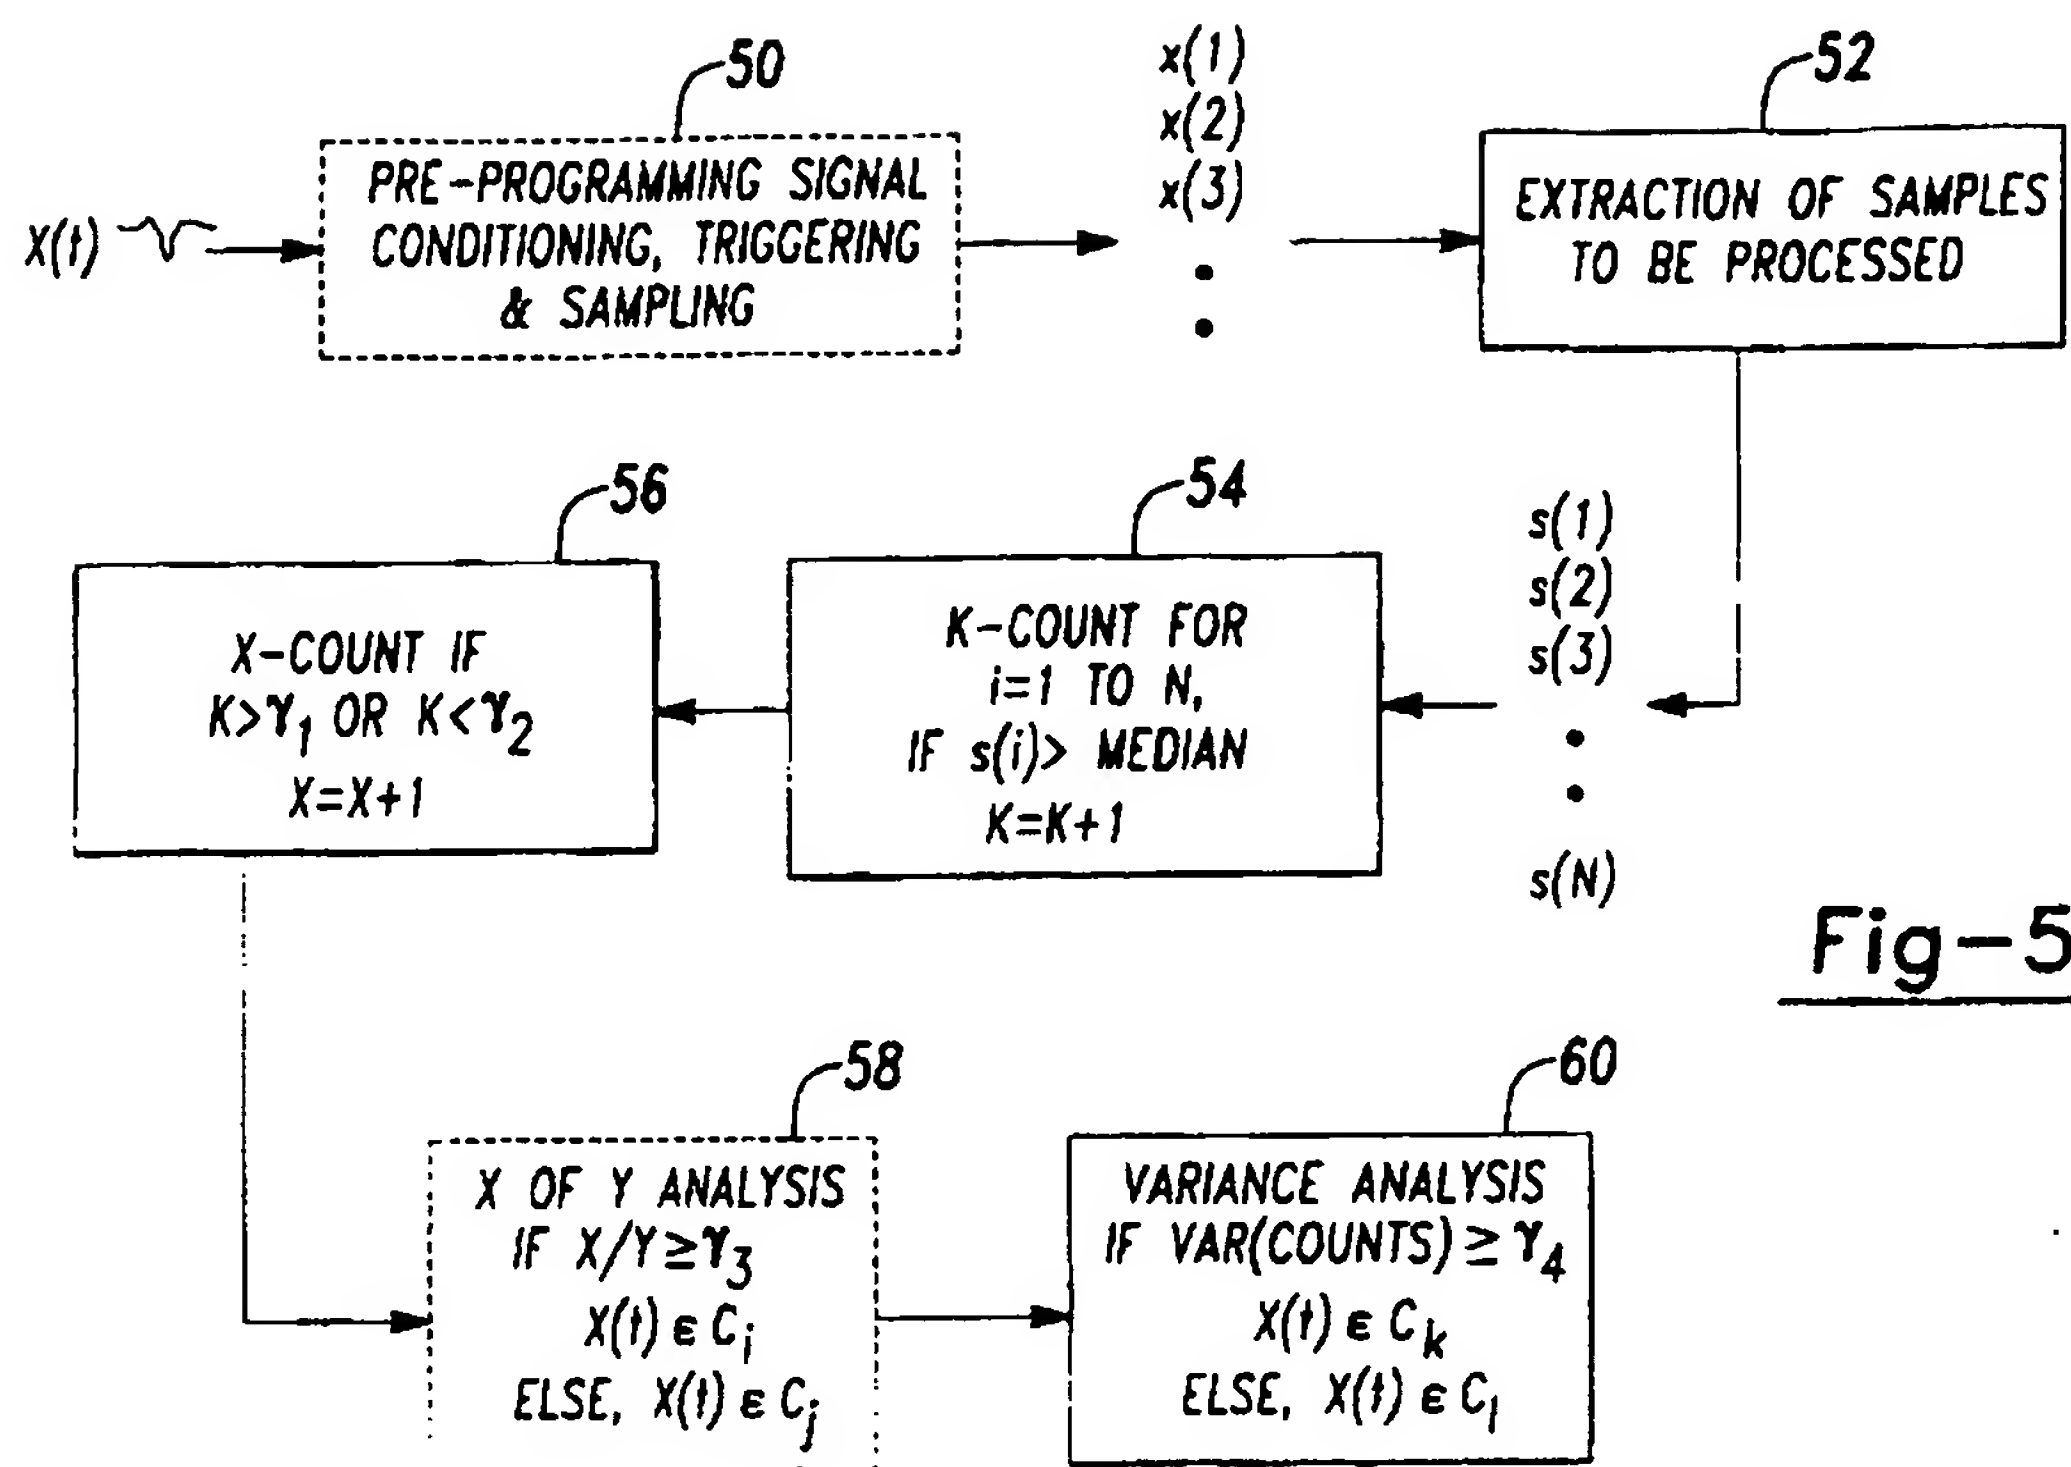 50
X(t)
PRE-PROGRAMMING SIGNAL
CONDITIONING, TRIGGERING
& SAMPLING
x(1)
x(2)
x(3)
52
EXTRACTION OF SAMPLES
TO BE PROCESSED
56
X-COUNT IF
K>γ1 OR K<γ2
X=X+1
54
K-COUNT FOR
i=1 TO N,
IF s(i)> MEDIAN
K=K+1
s(1)
s(2)
s(3)
s(N)
Fig-5
58
X OF Y ANALYSIS
IF X/Y≥γ3
X(t) ε Ci
ELSE, X(t) ε Cj
60
VARIANCE ANALYSIS
IF VAR(COUNTS) ≥ γ4
X(t) ε Ck
ELSE, X(t) ε Cl